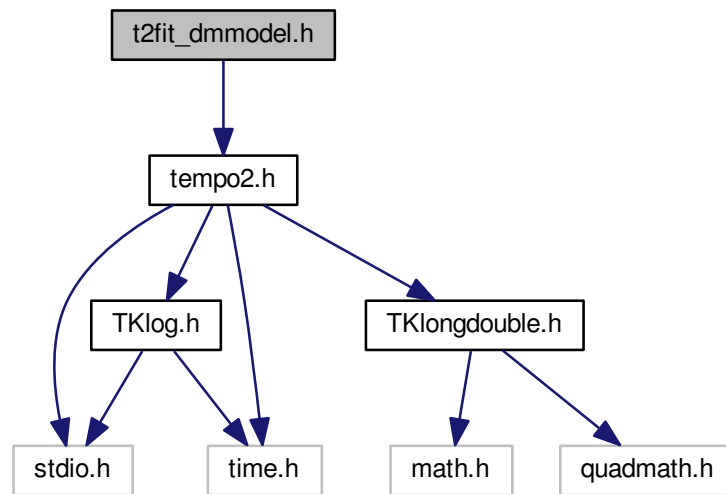 t2fit_dmmodel.h
tempo2.h
TKlog.h
TKlongdouble.h
stdio.h
time.h
math.h
quadmath.h